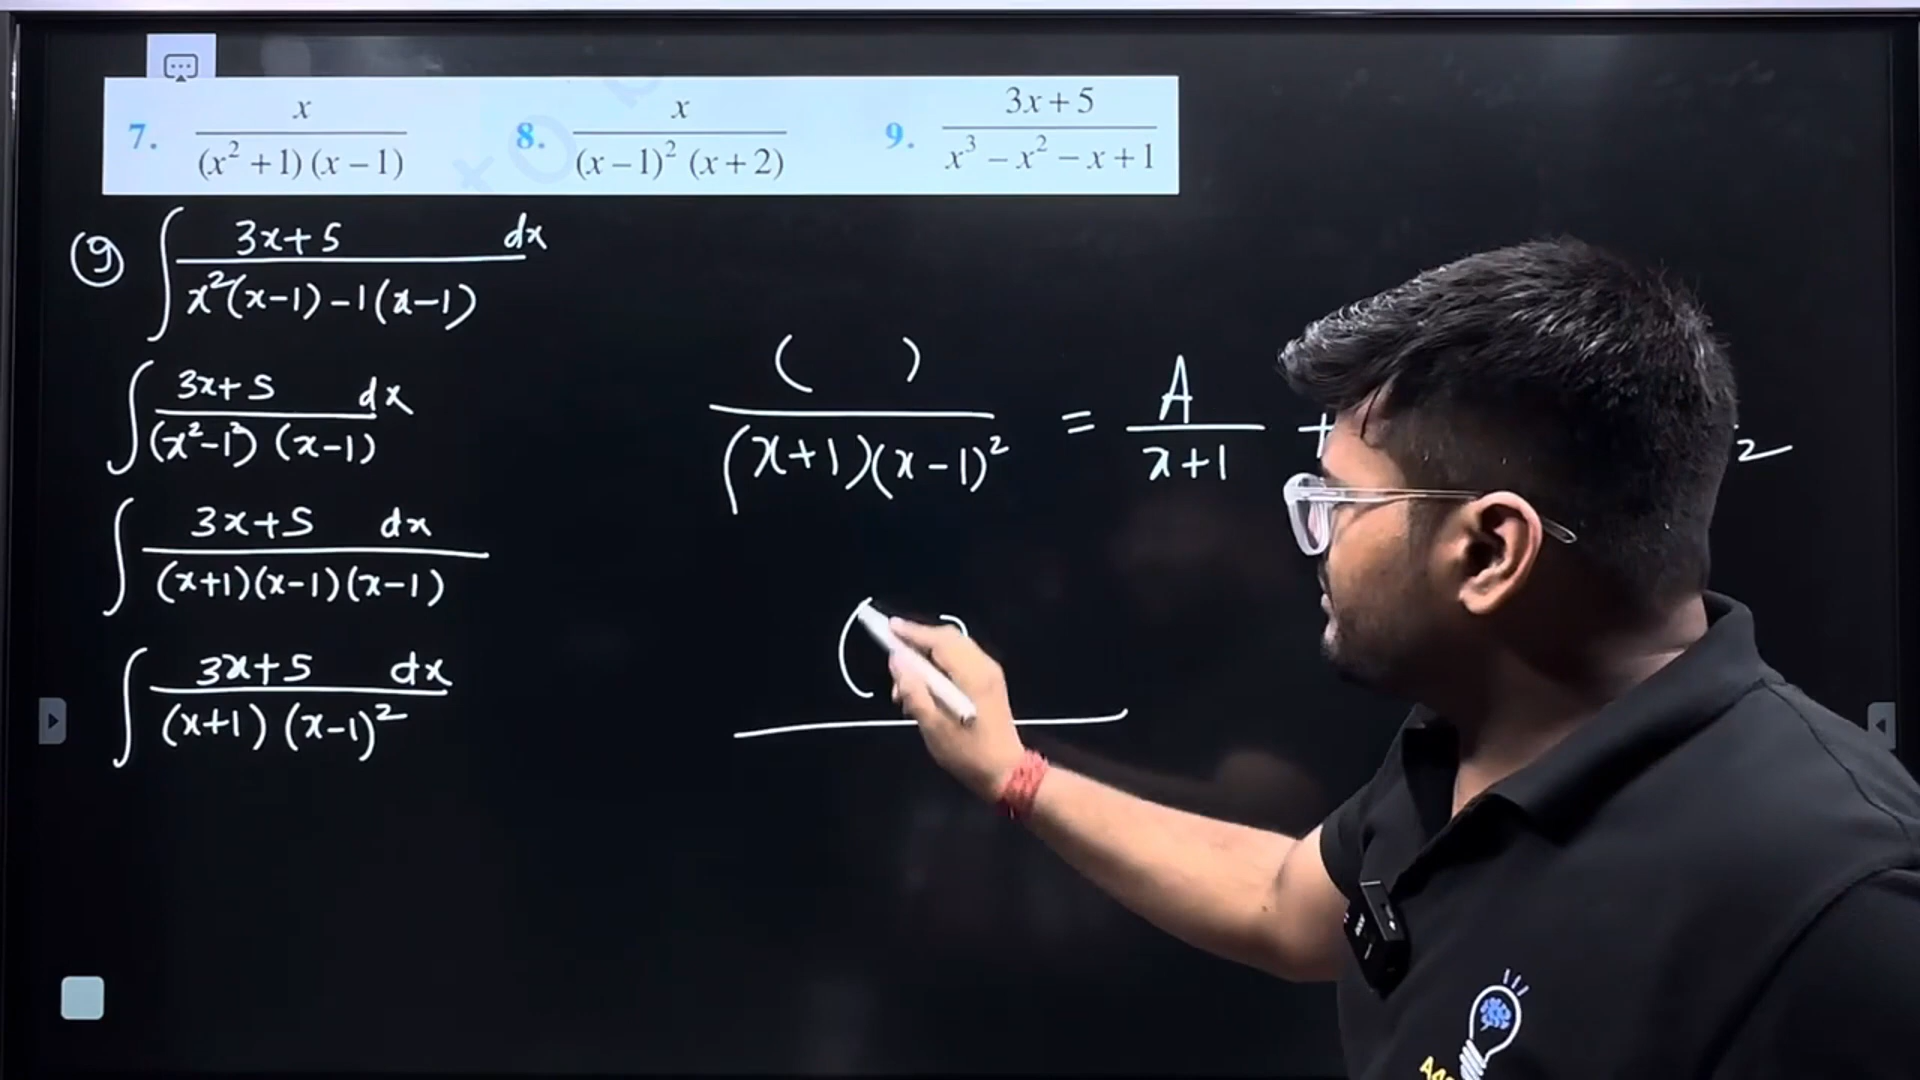 7. x / (x² + 1) (x – 1) 8. x / (x – 1)² (x + 2) 9. 3x + 5 / x³ – x² – x + 1
⑨ ∫ 3x+5 dx / x²(x-1) -1(x-1)
∫ 3x+5 dx / (x²-1²) (x-1)
∫ 3x+5 dx / (x+1)(x-1)(x-1)
∫ 3x+5 dx / (x+1) (x-1)²
( ) / (x+1)(x-1)² = A / x+1 +
2
( )